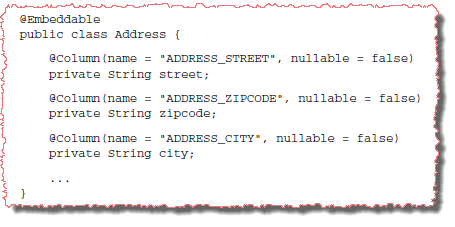 @Embeddable
public class Address {
@Column(name = "ADDRESS_STREET", nullable = false)
private String street;
@Column(name = "ADDRESS_ZIPCODE", nullable = false)
private String zipcode;
@Column(name = "ADDRESS_CITY", nullable = false)
private String city;
...
}